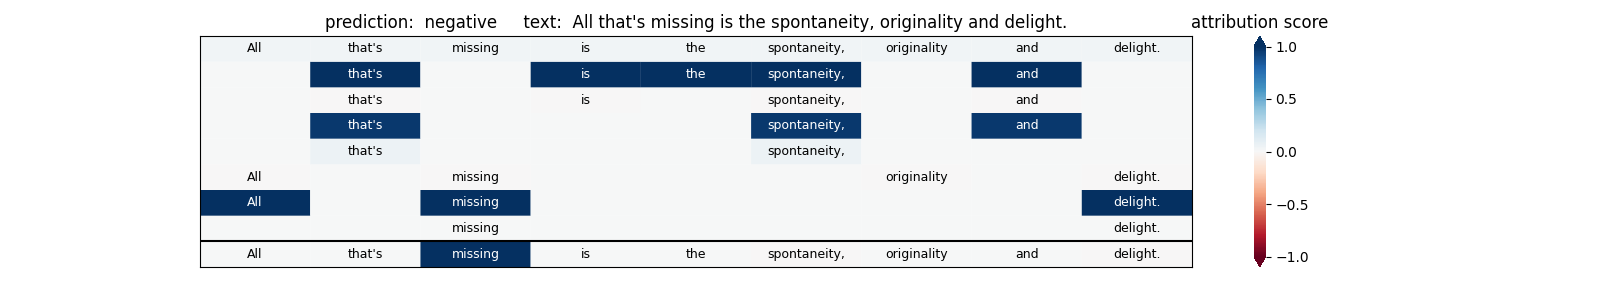 prediction: negative text: All that's missing is the spontaneity, originality and delight. attribution score
All that's missing is the spontaneity, originality and delight. 1.0
that's is the spontaneity, and
that's is spontaneity, and 0.5
that's spontaneity, and
that's spontaneity, 0.0
All missing originality delight.
All missing delight. −0.5
missing delight.
All that's missing is the spontaneity, originality and delight. −1.0